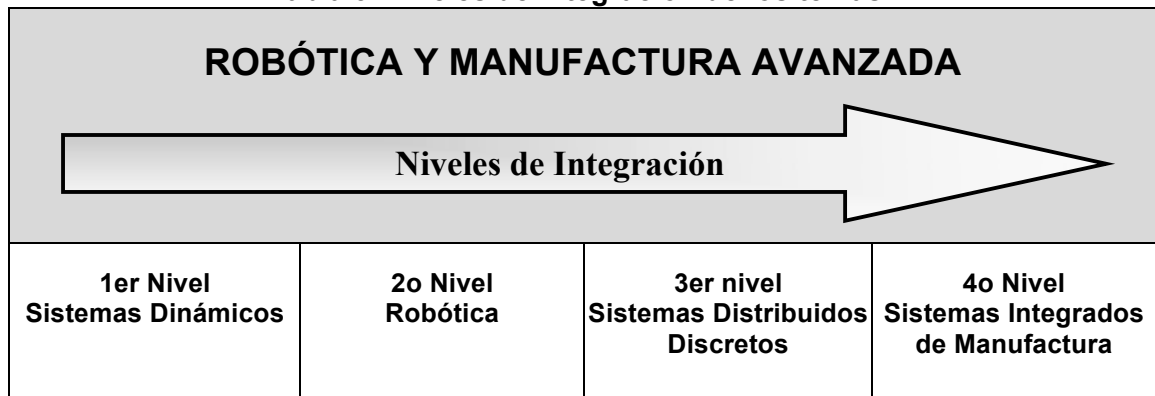 ROBÓTICA Y MANUFACTURA AVANZADA
Niveles de Integración
1er Nivel
Sistemas Dinámicos
2o Nivel
Robótica
3er nivel
Sistemas Distribuidos
Discretos
4o Nivel
Sistemas Integrados
de Manufactura